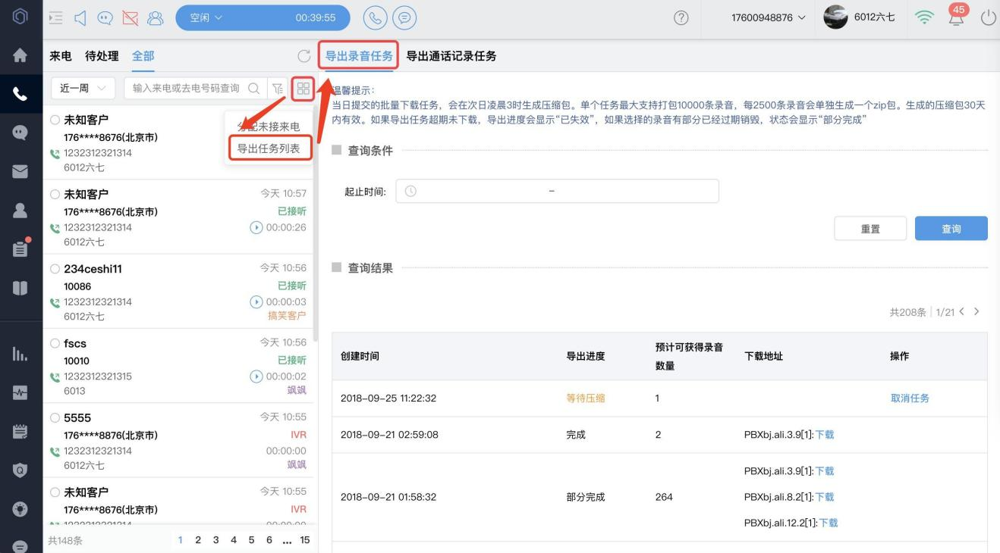 空闲 00:39:55
17600948876
6012六七
45
来电 待处理 全部
近一周 输入来电或去电号码查询
分配未接来电
导出任务列表
未知客户
176****8676(北京市)
1232312321314
6012六七
未知客户 今天 10:57
176****8676(北京市) 已接听
1232312321314 00:00:26
6012六七
234ceshi11 今天 10:56
10086 已接听
1232312321314 00:00:03
6012六七 搞笑客户
fscs 今天 10:56
10010 已接听
1232312321315 00:00:02
6013 飒飒
5555 今天 10:55
176****8876(北京市) IVR
1232312321314 00:00:00
6012六七 飒飒
未知客户 今天 10:55
176****8676(北京市) IVR
1232312321314 00:00:00
共148条 1 2 3 4 5 6 ... 15
导出录音任务 导出通话记录任务
温馨提示:
当日提交的批量下载任务，会在次日凌晨3时生成压缩包。单个任务最大支持打包10000条录音，每2500条录音会单独生成一个zip包。生成的压缩包30天
内有效。如果导出任务超期未下载，导出进度会显示“已失效”，如果选择的录音有部分已经过期销毁，状态会显示“部分完成”
查询条件
起止时间: –
重置 查询
查询结果
共208条 1/21
创建时间 导出进度 预计可获得录音 下载地址 操作
数量
2018-09-25 11:22:32 等待压缩 1 取消任务
2018-09-21 02:59:08 完成 2 PBXbj.ali.3.9[1]:下载
PBXbj.ali.3.9[1]:下载
2018-09-21 01:58:32 部分完成 264 PBXbj.ali.8.2[1]:下载
PBXbj.ali.12.2[1]:下载